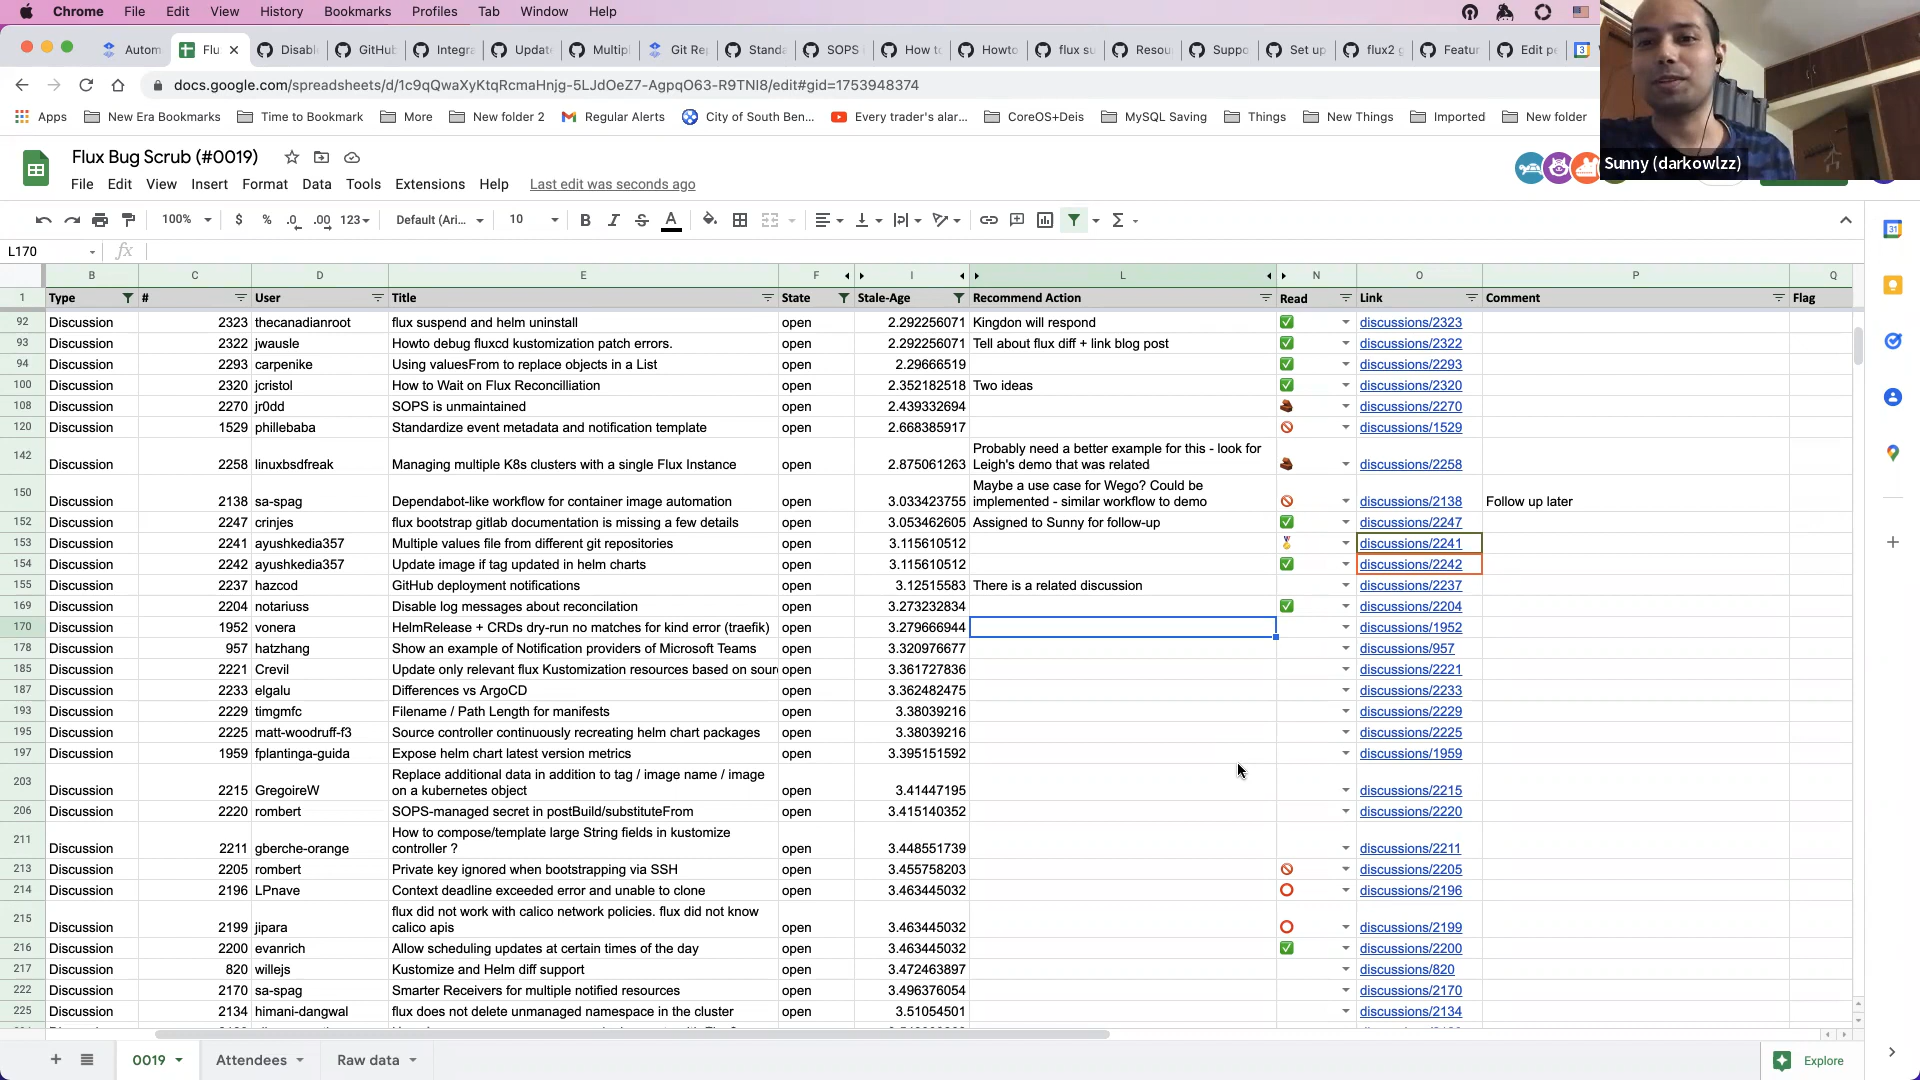 Chrome File Edit View History Bookmarks Profiles Tab Window Help
Autom Flu Disabl GitHub Integra Update Multip Git Re Standa SOPS How to Howto flux su Resou Suppo Set up flux2 g Featur Edit pe
docs.google.com/spreadsheets/d/1c9qQwaXyKtqRcmaHnjg-5LJdOeZ7-AgpqO63-R9TNI8/edit#gid=1753948374
Apps New Era Bookmarks Time to Bookmark More New folder 2 Regular Alerts City of South Ben... Every trader's alar... CoreOS+Deis MySQL Saving Things New Things Imported New folder
Sunny (darkowlzz)
Flux Bug Scrub (#0019)
File Edit View Insert Format Data Tools Extensions Help Last edit was seconds ago
100% $ % .0 .00 123 Default (Ari... 10 B I S A
L170 fx
B C D E F I L N O P Q
1 Type # User Title State Stale-Age Recommend Action Read Link Comment Flag
92 Discussion 2323 thecanadianroot flux suspend and helm uninstall open 2.292256071 Kingdon will respond discussions/2323
93 Discussion 2322 jwausle Howto debug fluxcd kustomization patch errors. open 2.292256071 Tell about flux diff + link blog post discussions/2322
94 Discussion 2293 carpenike Using valuesFrom to replace objects in a List open 2.29666519 discussions/2293
100 Discussion 2320 jcristol How to Wait on Flux Reconcilliation open 2.352182518 Two ideas discussions/2320
108 Discussion 2270 jr0dd SOPS is unmaintained open 2.439332694 discussions/2270
120 Discussion 1529 phillebaba Standardize event metadata and notification template open 2.668385917 discussions/1529
Probably need a better example for this - look for
142 Discussion 2258 linuxbsdfreak Managing multiple K8s clusters with a single Flux Instance open 2.875061263 Leigh's demo that was related discussions/2258
Maybe a use case for Wego? Could be
150 Discussion 2138 sa-spag Dependabot-like workflow for container image automation open 3.033423755 implemented - similar workflow to demo discussions/2138 Follow up later
152 Discussion 2247 crinjes flux bootstrap gitlab documentation is missing a few details open 3.053462605 Assigned to Sunny for follow-up discussions/2247
153 Discussion 2241 ayushkedia357 Multiple values file from different git repositories open 3.115610512 discussions/2241
154 Discussion 2242 ayushkedia357 Update image if tag updated in helm charts open 3.115610512 discussions/2242
155 Discussion 2237 hazcod GitHub deployment notifications open 3.12515583 There is a related discussion discussions/2237
169 Discussion 2204 notariuss Disable log messages about reconcilation open 3.273232834 discussions/2204
170 Discussion 1952 vonera HelmRelease + CRDs dry-run no matches for kind error (traefik) open 3.279666944 discussions/1952
178 Discussion 957 hatzhang Show an example of Notification providers of Microsoft Teams open 3.320976677 discussions/957
185 Discussion 2221 Crevil Update only relevant flux Kustomization resources based on sour open 3.361727836 discussions/2221
187 Discussion 2233 elgalu Differences vs ArgoCD open 3.362482475 discussions/2233
193 Discussion 2229 timgmfc Filename / Path Length for manifests open 3.38039216 discussions/2229
195 Discussion 2225 matt-woodruff-f3 Source controller continuously recreating helm chart packages open 3.38039216 discussions/2225
197 Discussion 1959 fplantinga-guida Expose helm chart latest version metrics open 3.395151592 discussions/1959
Replace additional data in addition to tag / image name / image
203 Discussion 2215 GregoireW on a kubernetes object open 3.41447195 discussions/2215
206 Discussion 2220 rombert SOPS-managed secret in postBuild/substituteFrom open 3.415140352 discussions/2220
How to compose/template large String fields in kustomize
211 Discussion 2211 gberche-orange controller ? open 3.448551739 discussions/2211
213 Discussion 2205 rombert Private key ignored when bootstrapping via SSH open 3.455758203 discussions/2205
214 Discussion 2196 LPnave Context deadline exceeded error and unable to clone open 3.463445032 discussions/2196
flux did not work with calico network policies. flux did not know
215 Discussion 2199 jipara calico apis open 3.463445032 discussions/2199
216 Discussion 2200 evanrich Allow scheduling updates at certain times of the day open 3.463445032 discussions/2200
217 Discussion 820 willejs Kustomize and Helm diff support open 3.472463897 discussions/820
222 Discussion 2170 sa-spag Smarter Receivers for multiple notified resources open 3.496376054 discussions/2170
225 Discussion 2134 himani-dangwal flux does not delete unmanaged namespace in the cluster open 3.51054501 discussions/2134
0019 Attendees Raw data Explore